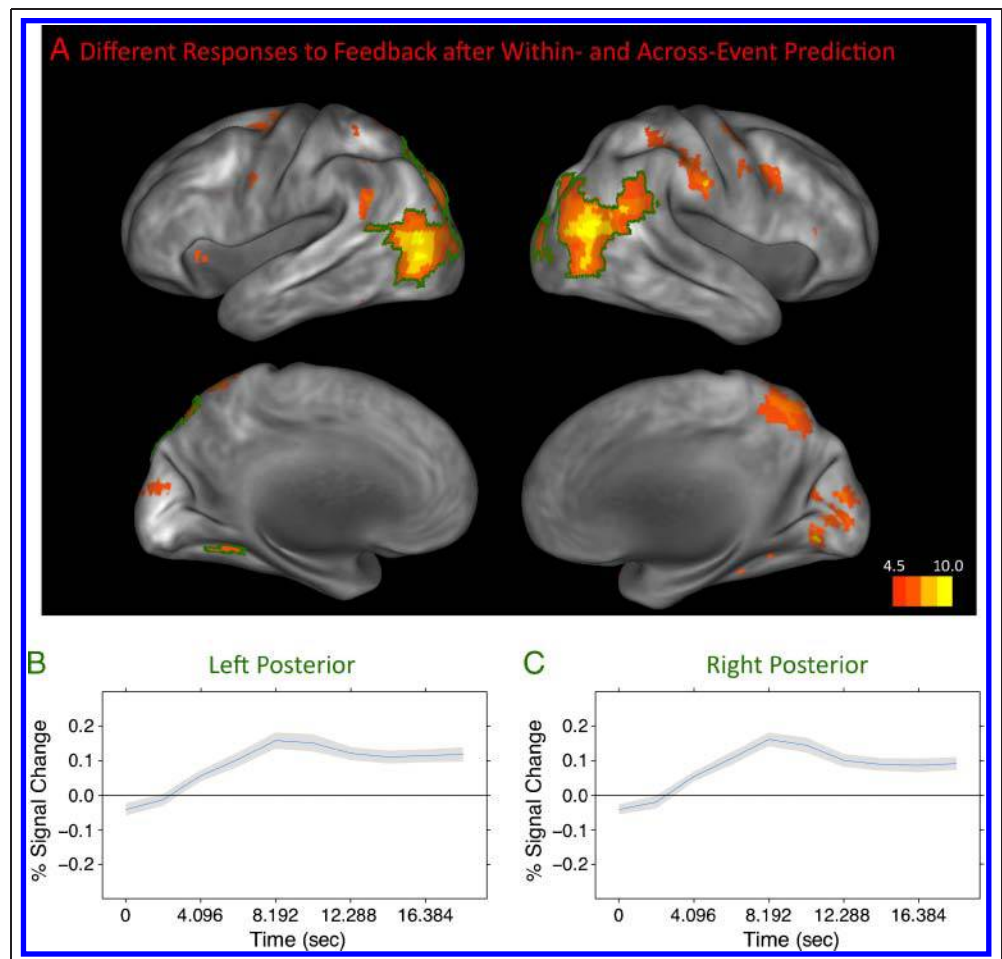 A Different Responses to Feedback after Within- and Across-Event Prediction
4.5 10.0
B Left Posterior
% Signal Change
0.2
0.1
0.0
−0.1
−0.2
0 4.096 8.192 12.288 16.384
Time (sec)
C Right Posterior
% Signal Change
0.2
0.1
0.0
−0.1
−0.2
0 4.096 8.192 12.288 16.384
Time (sec)